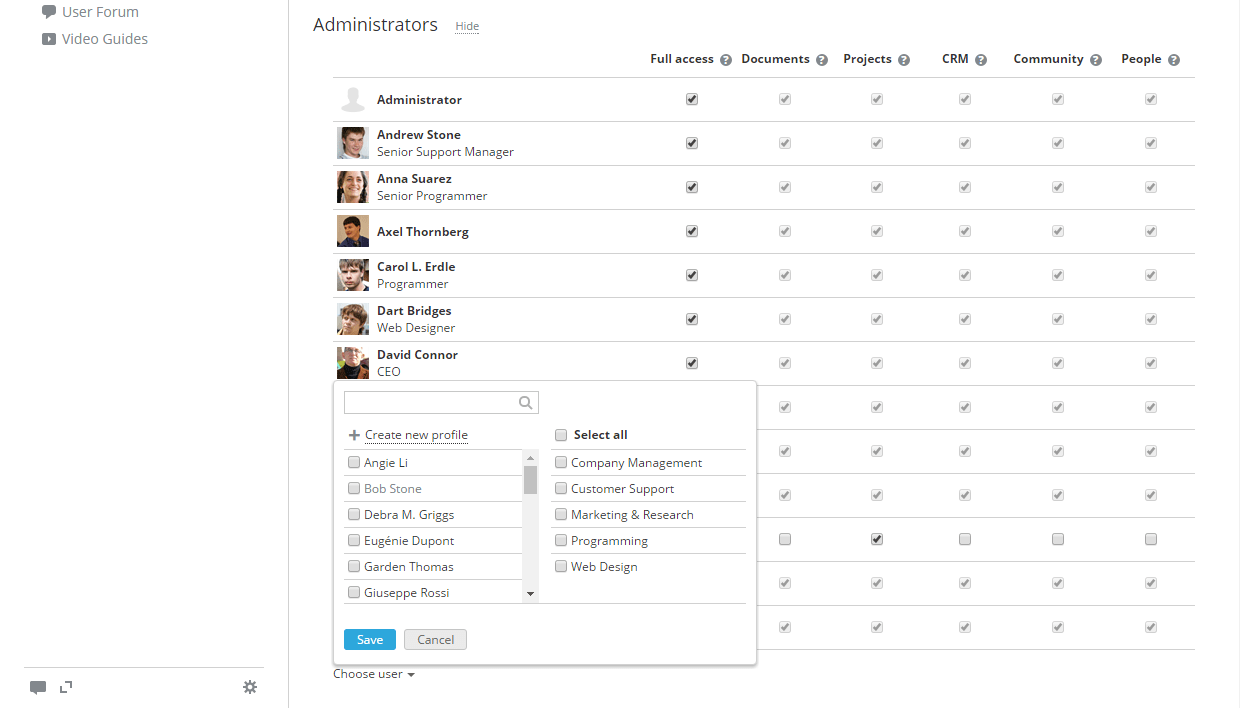 User Forum
Video Guides
Administrators Hide
Full access Documents Projects CRM Community People
Administrator
Andrew Stone
Senior Support Manager
Anna Suarez
Senior Programmer
Axel Thornberg
Carol L. Erdle
Programmer
Dart Bridges
Web Designer
David Connor
CEO
Create new profile
Select all
Angie Li
Company Management
Bob Stone
Customer Support
Debra M. Griggs
Marketing & Research
Eugénie Dupont
Programming
Garden Thomas
Web Design
Giuseppe Rossi
Save Cancel
Choose user